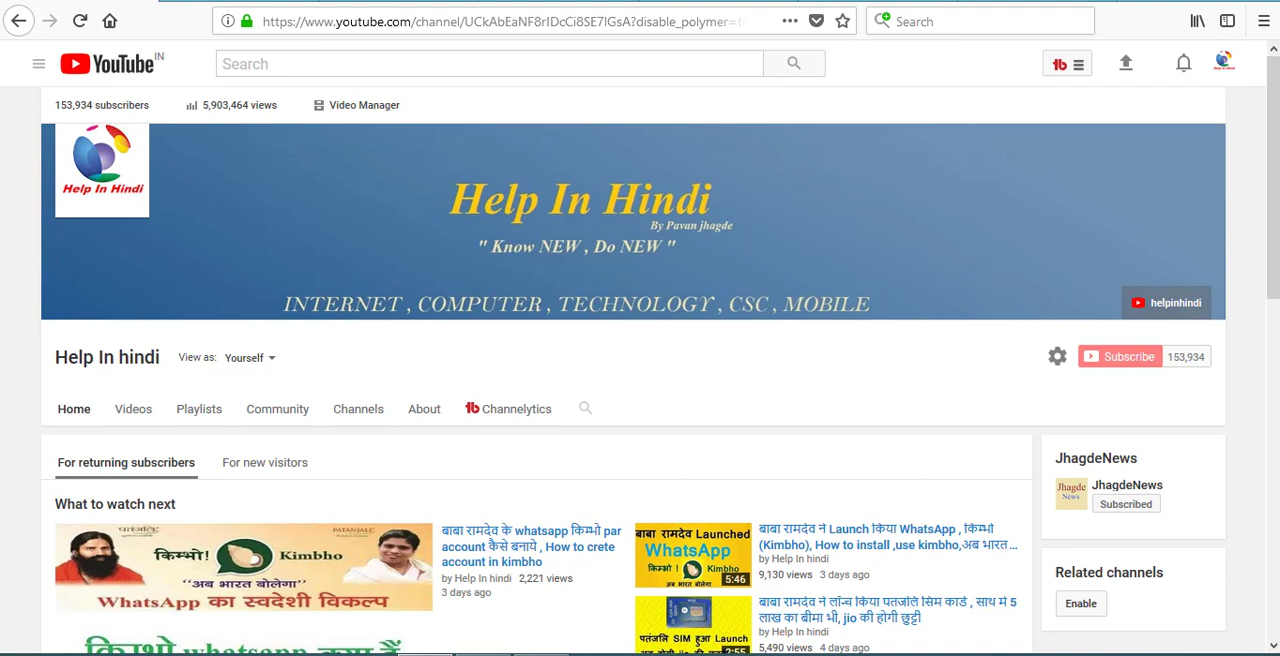 https://www.youtube.com/channel/UCkAbEaNF8rIDcCi8SE7IGsA?disable_polymer=
Search
YouTube IN
Search
153,934 subscribers
5,903,464 views
Video Manager
Help In Hindi
Help In Hindi
By Pavan jhagde
" Know NEW , Do NEW "
INTERNET , COMPUTER , TECHNOLOGY , CSC , MOBILE
helpinhindi
Help In hindi
View as: Yourself
Subscribe 153,934
Home
Videos
Playlists
Community
Channels
About
Channelytics
For returning subscribers
For new visitors
What to watch next
पतंजलि
PATANJALI
किम्भो!
Kimbho
“अब भारत बोलेगा”
WhatsApp का स्वदेशी विकल्प
किम्भो whatsapp क्या हैं
बाबा रामदेव के whatsapp किम्भो par
account कैसे बनाये , How to crete
account in kimbho
by Help In hindi 2,221 views
3 days ago
बाबा रामदेव Launched
WhatsApp
किम्भो ! Kimbho
अब भारत बोलेगा
5:46
बाबा रामदेव ने Launch किया WhatsApp , किम्भो
(Kimbho), How to install ,use kimbho,अब भारत ...
by Help In hindi
9,130 views 3 days ago
पतंजलि SIM हुआ Launch
2:55
बाबा रामदेव ने लॉन्च किया पतंजलि सिम कार्ड , साथ में 5
लाख का बीमा भी, jio की होगी छुट्टी
by Help In hindi
5,490 views 4 days ago
JhagdeNews
Jhagde
News
JhagdeNews
Subscribed
Related channels
Enable